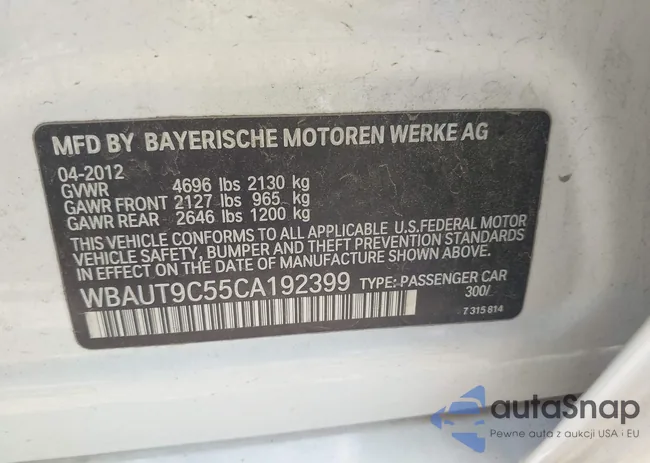 MFD BY BAYERISCHE MOTOREN WERKE AG
04-2012
GVWR 4696 lbs 2130 kg
GAWR FRONT 2127 lbs 965 kg
GAWR REAR 2646 lbs 1200 kg
THIS VEHICLE CONFORMS TO ALL APPLICABLE U.S.FEDERAL MOTOR
VEHICLE SAFETY, BUMPER AND THEFT PREVENTION STANDARDS
IN EFFECT ON THE DATE OF MANUFACTURE SHOWN ABOVE.
WBAUT9C55CA192399 TYPE: PASSENGER CAR
300/
7 315 814
autaSnap
Pewne auta z aukcji USA i EU